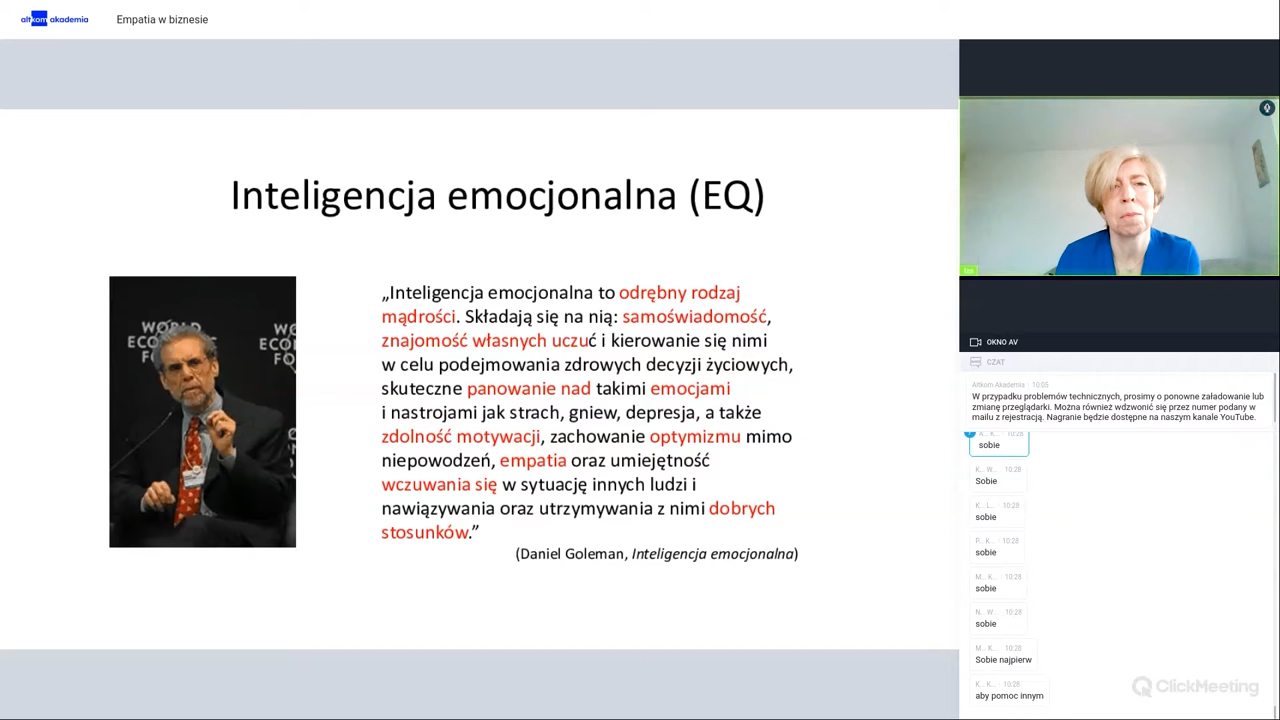 altkom akademia
Empatia w biznesie
Inteligencja emocjonalna (EQ)
WORLD
ECONOMIC
FORUM
„Inteligencja emocjonalna to odrębny rodzaj
mądrości. Składają się na nią: samoświadomość,
znajomość własnych uczuć i kierowanie się nimi
w celu podejmowania zdrowych decyzji życiowych,
skuteczne panowanie nad takimi emocjami
i nastrojami jak strach, gniew, depresja, a także
zdolność motywacji, zachowanie optymizmu mimo
niepowodzeń, empatia oraz umiejętność
wczuwania się w sytuację innych ludzi i
nawiązywania oraz utrzymywania z nimi dobrych
stosunków.”
(Daniel Goleman, Inteligencja emocjonalna)
OKNO AV
CZAT
Altkom Akademia · 10:05
W przypadku problemów technicznych, prosimy o ponowne załadowanie lub
zmianę przeglądarki. Można również wdzwonić się przez numer podany w
mailu z rejestracją. Nagranie będzie dostępne na naszym kanale YouTube.
A... K... · 10:28
sobie
K... W... · 10:28
Sobie
K... L... · 10:28
sobie
P... K... · 10:28
sobie
M... K... · 10:28
sobie
N... W... · 10:28
sobie
M... K... · 10:28
Sobie najpierw
K... K... · 10:28
aby pomoc innym
ClickMeeting